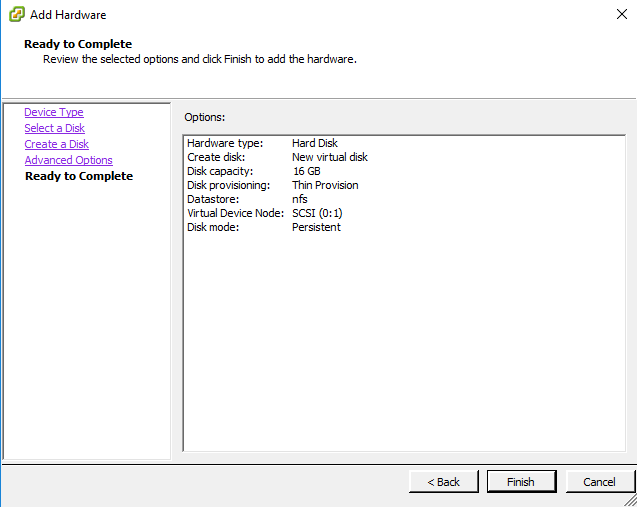 Add Hardware
Ready to Complete
Review the selected options and click Finish to add the hardware.
Device Type
Select a Disk
Create a Disk
Advanced Options
Ready to Complete
Options:
Hardware type: Hard Disk
Create disk: New virtual disk
Disk capacity: 16 GB
Disk provisioning: Thin Provision
Datastore: nfs
Virtual Device Node: SCSI (0:1)
Disk mode: Persistent
< Back
Finish
Cancel